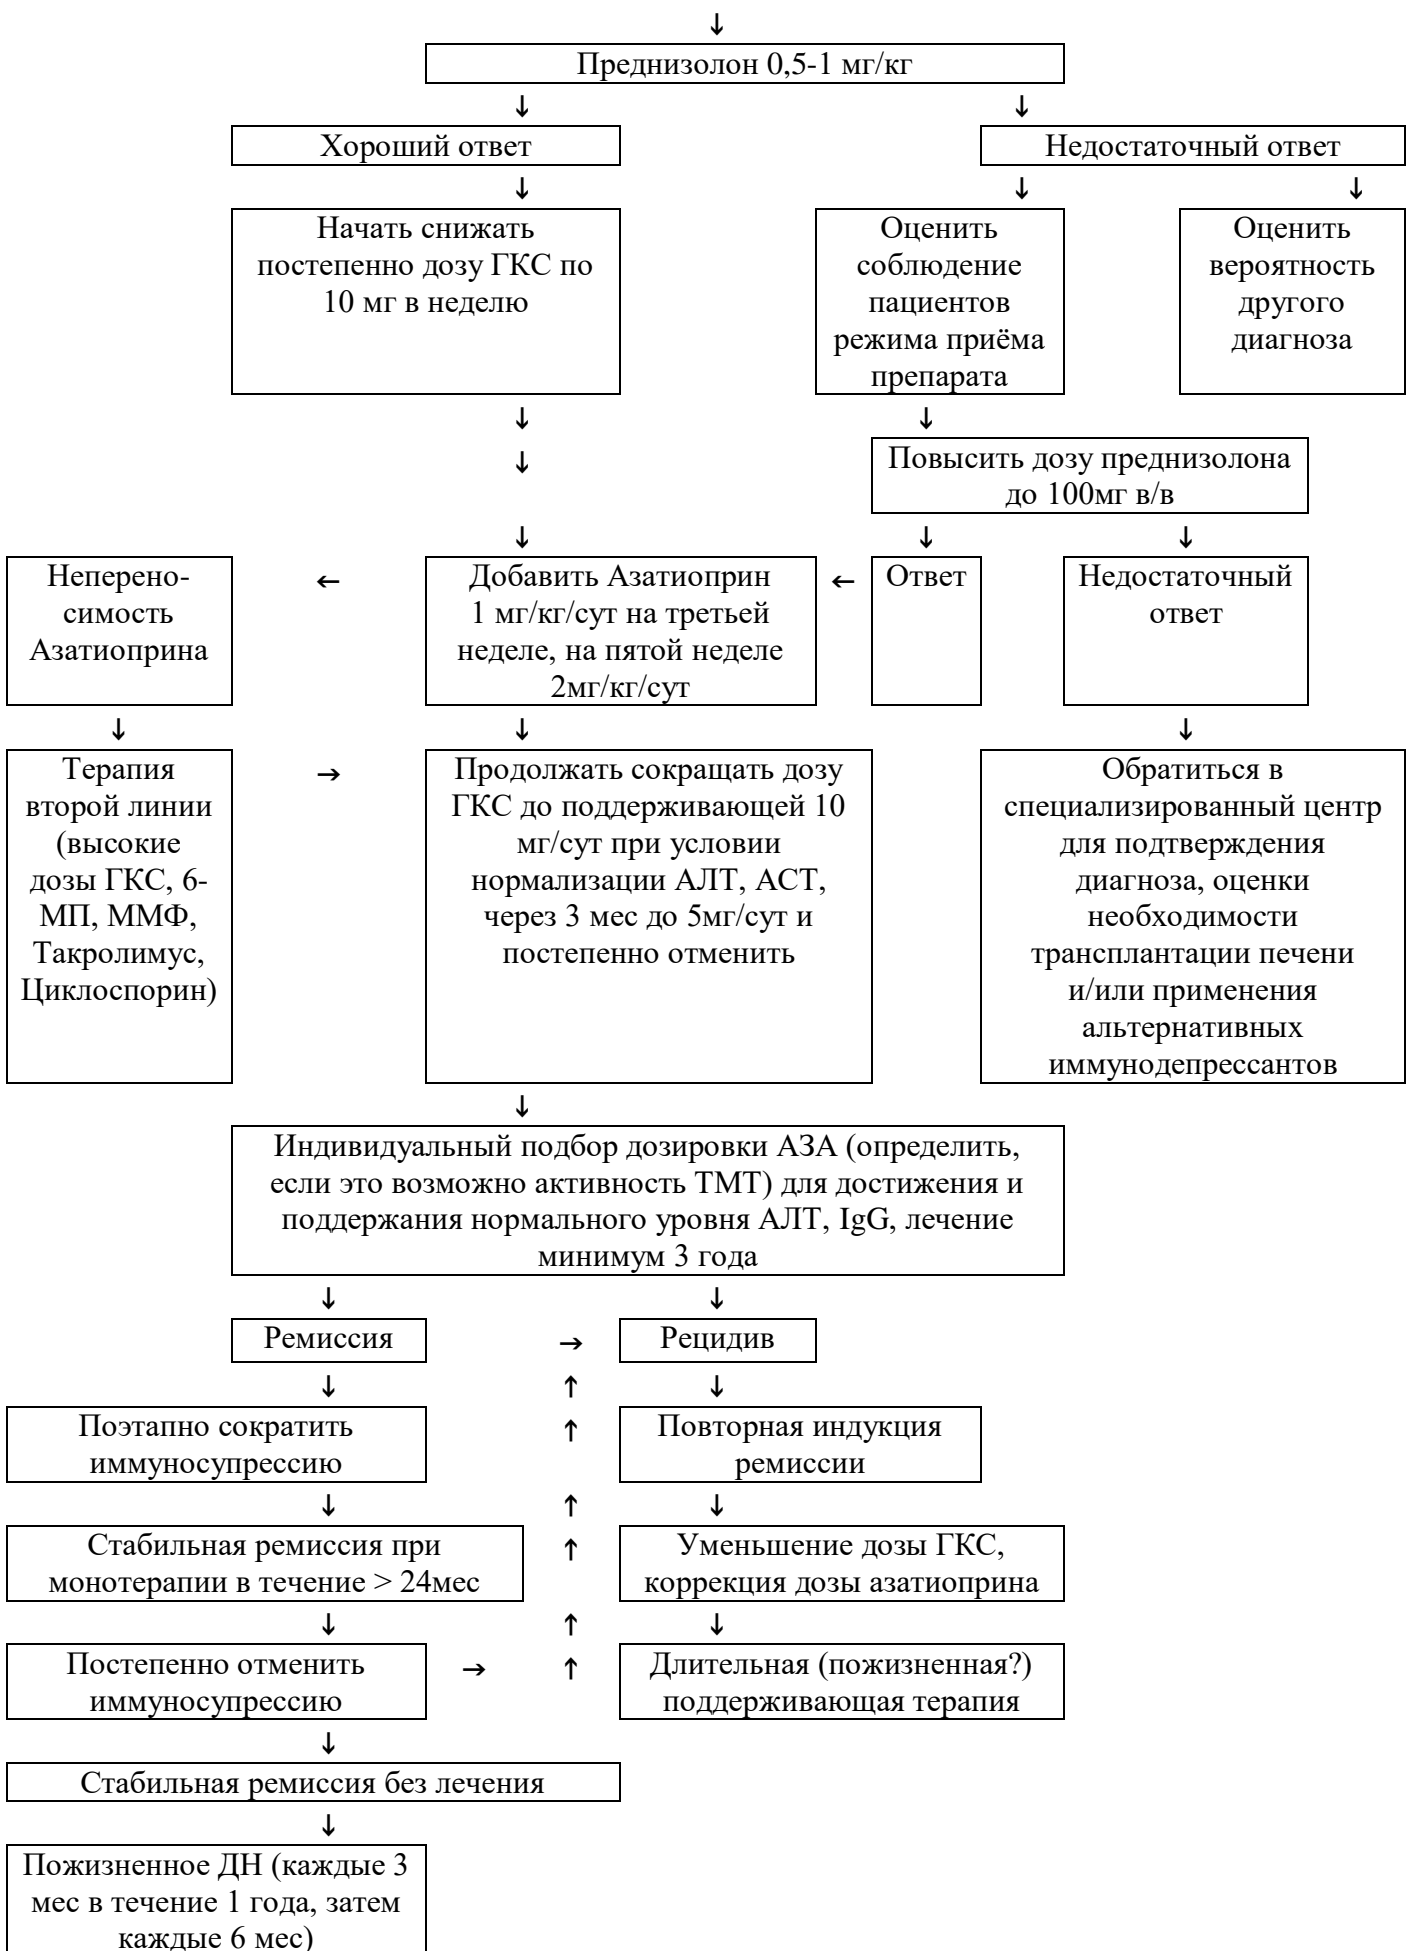 ↓
Преднизолон 0,5-1 мг/кг
↓ ↓
Хороший ответ
Недостаточный ответ
↓ ↓ ↓
Начать снижать
постепенно дозу ГКС по
10 мг в неделю
Оценить
соблюдение
пациентов
режима приёма
препарата
Оценить
вероятность
другого
диагноза
↓ ↓
↓
Повысить дозу преднизолона
до 100мг в/в
↓ ↓ ↓
Неперено-
симость
Азатиоприна
←
Добавить Азатиоприн
1 мг/кг/сут на третьей
неделе, на пятой неделе
2мг/кг/сут
←
Ответ
Недостаточный
ответ
↓ ↓ ↓
Терапия
второй линии
(высокие
дозы ГКС, 6-
МП, ММФ,
Такролимус,
Циклоспорин)
→
Продолжать сокращать дозу
ГКС до поддерживающей 10
мг/сут при условии
нормализации АЛТ, АСТ,
через 3 мес до 5мг/сут и
постепенно отменить
Обратиться в
специализированный центр
для подтверждения
диагноза, оценки
необходимости
трансплантации печени
и/или применения
альтернативных
иммунодепрессантов
↓
Индивидуальный подбор дозировки АЗА (определить,
если это возможно активность ТМТ) для достижения и
поддержания нормального уровня АЛТ, IgG, лечение
минимум 3 года
↓ ↓
Ремиссия
→
Рецидив
↓ ↑ ↓
Поэтапно сократить
иммуносупрессию
↑
Повторная индукция
ремиссии
↓ ↑ ↓
Стабильная ремиссия при
монотерапии в течение > 24мес
↑
Уменьшение дозы ГКС,
коррекция дозы азатиоприна
↓ ↑ ↓
Постепенно отменить
иммуносупрессию
→ ↑
Длительная (пожизненная?)
поддерживающая терапия
↓
Стабильная ремиссия без лечения
↓
Пожизненное ДН (каждые 3
мес в течение 1 года, затем
каждые 6 мес)